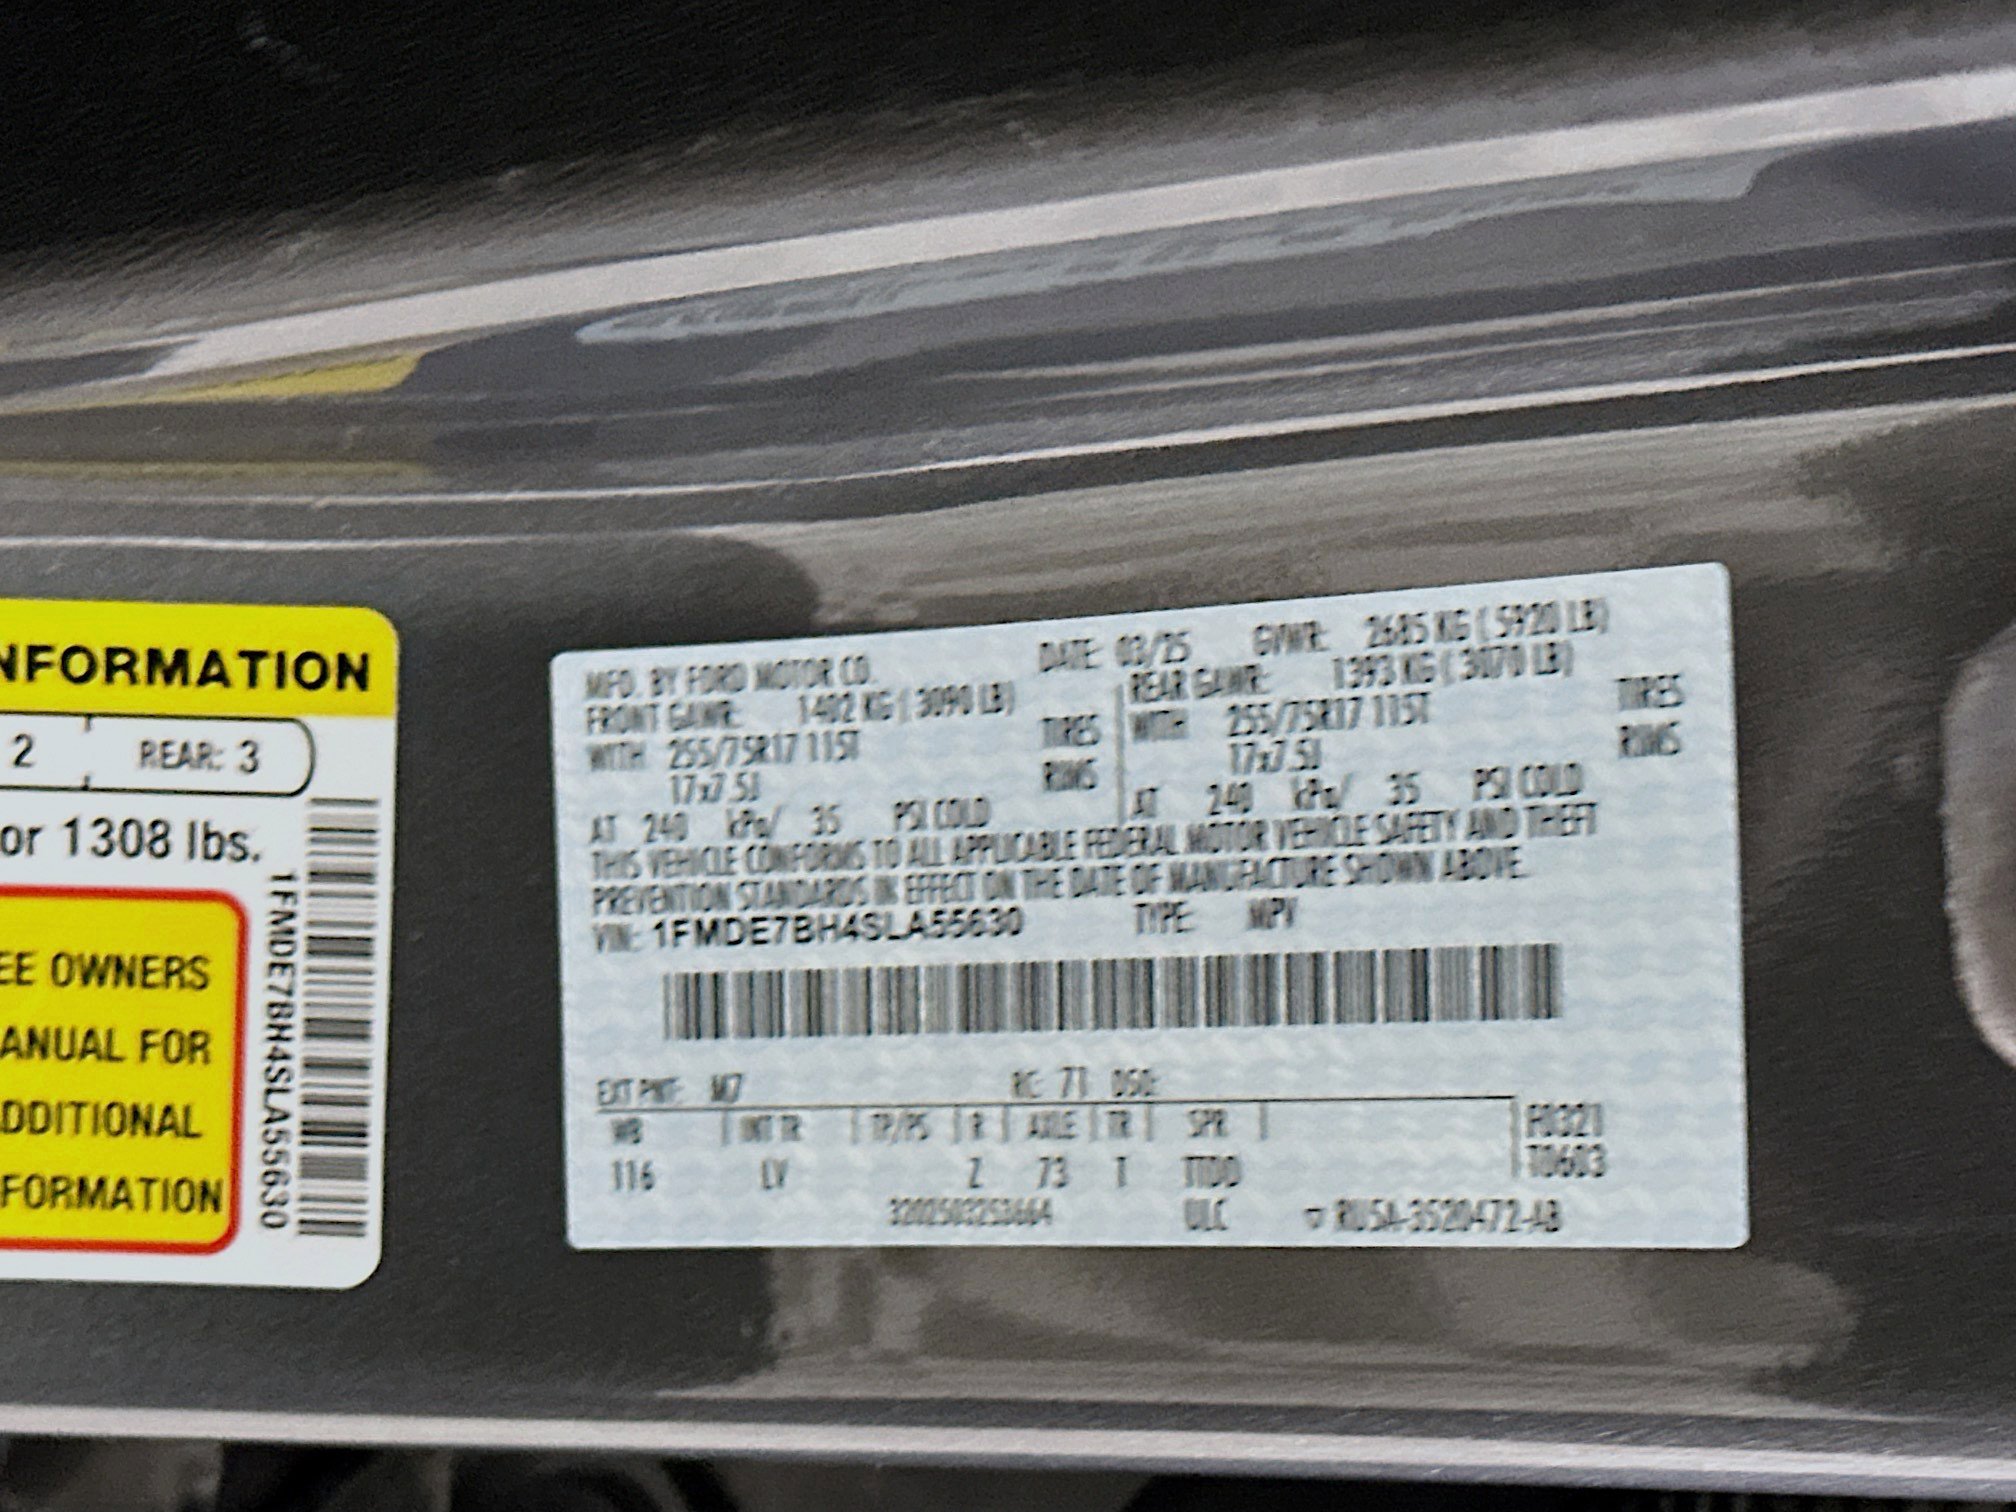 NFORMATION
2 REAR: 3
or 1308 lbs.
EE OWNERS
ANUAL FOR
DDITIONAL
FORMATION
1FMDE7BH4SLA55630
MFD. BY FORD MOTOR CO. DATE: 03/25 GVWR: 2685 KG ( 5920 LB)
FRONT GAWR: 1402 KG ( 3090 LB) REAR GAWR: 1393 KG ( 3070 LB)
WITH 255/75R17 115T TIRES WITH 255/75R17 115T TIRES
17x7.5J RIMS 17x7.5J RIMS
AT 240 kPa/ 35 PSI COLD AT 240 kPa/ 35 PSI COLD
THIS VEHICLE CONFORMS TO ALL APPLICABLE FEDERAL MOTOR VEHICLE SAFETY AND THEFT
PREVENTION STANDARDS IN EFFECT ON THE DATE OF MANUFACTURE SHOWN ABOVE.
VIN: 1FMDE7BH4SLA55630 TYPE: MPV
EXT PNT: M7 RC: 71 DSO:
WB INT TR TP/PS R AXLE TR SPR F0321
116 LV Z 73 T TTDD T0603
3202503253664 ULC ▽ RU5A-3520472-AB